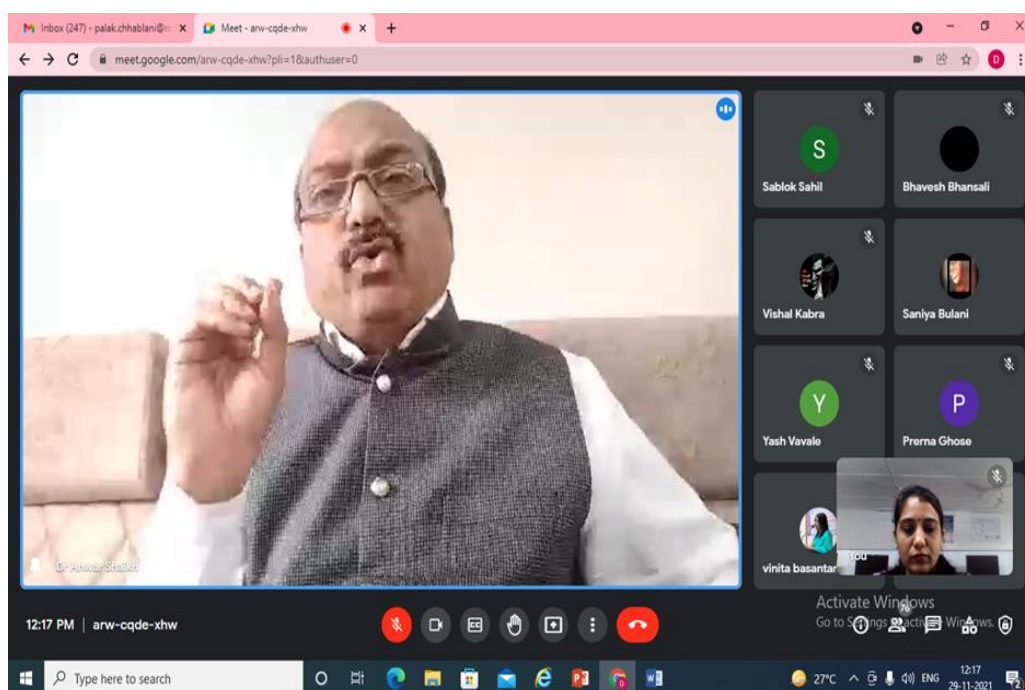 Inbox (247) - palak.chhablani@
Meet - arw-cqde-xhw
meet.google.com/arw-cqde-xhw?pli=1&authuser=0
D
S
Sablok Sahil
Bhavesh Bhansali
Vishal Kabra
Saniya Bulani
Y
Yash Vavale
P
Prerna Ghose
You
vinita basantar
Dr Anwar Shaikh
12:17 PM | arw-cqde-xhw
CC
76
Activate Windows
Go to Settings to activate Windows.
Type here to search
27°C
ENG
12:17
29-11-2021
2